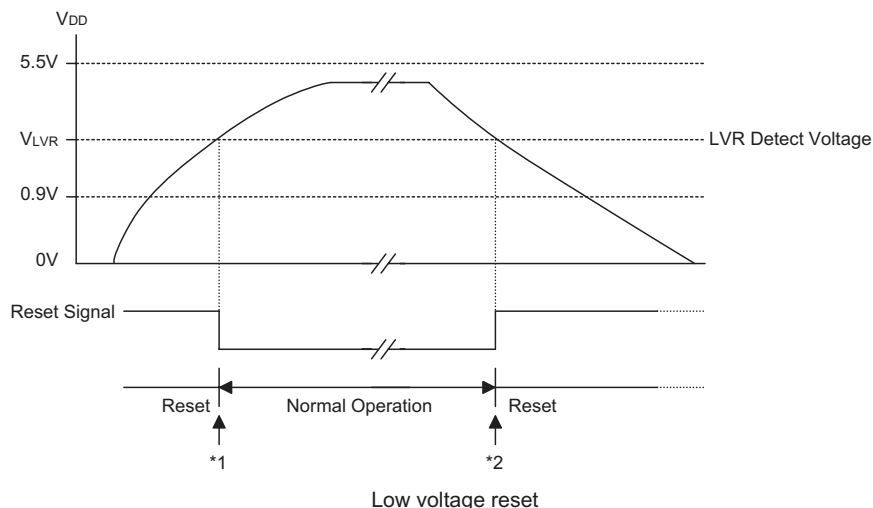 VDD
5.5V
VLVR
LVR Detect Voltage
0.9V
0V
Reset Signal
Reset
Normal Operation
Reset
*1
*2
Low voltage reset